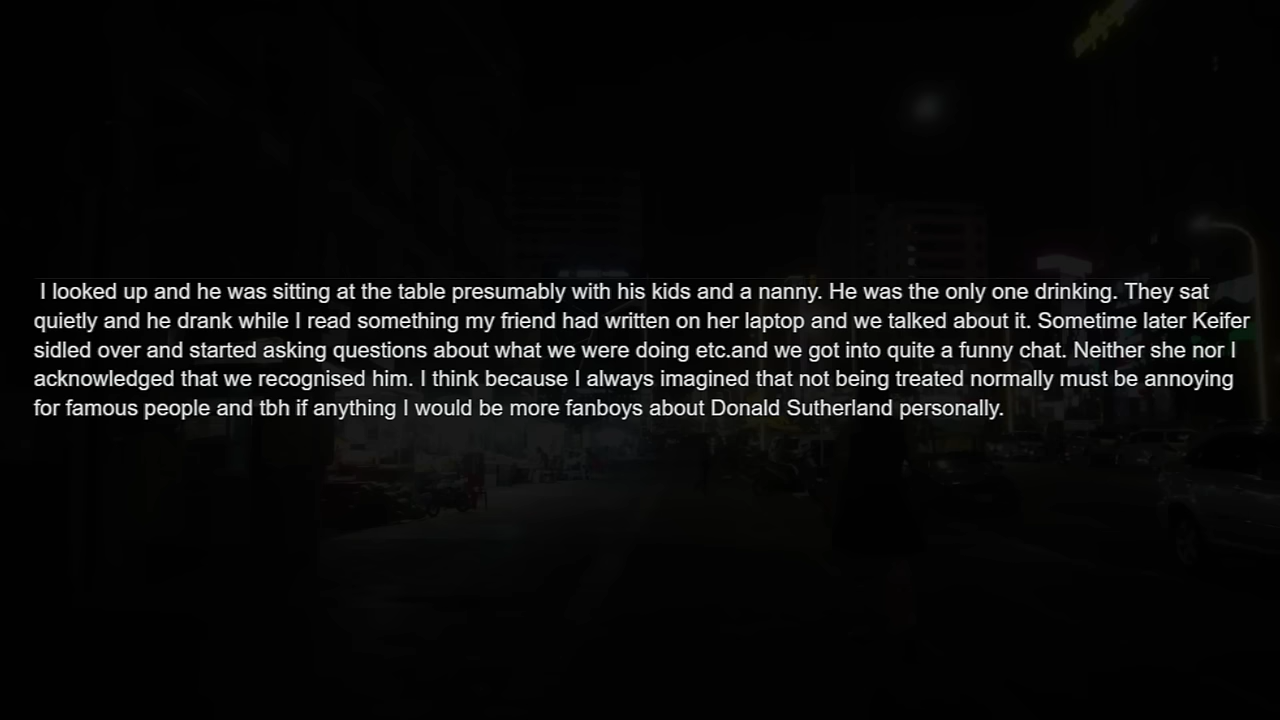 I looked up and he was sitting at the table presumably with his kids and a nanny. He was the only one drinking. They sat
quietly and he drank while I read something my friend had written on her laptop and we talked about it. Sometime later Keifer
sidled over and started asking questions about what we were doing etc.and we got into quite a funny chat. Neither she nor I
acknowledged that we recognised him. I think because I always imagined that not being treated normally must be annoying
for famous people and tbh if anything I would be more fanboys about Donald Sutherland personally.